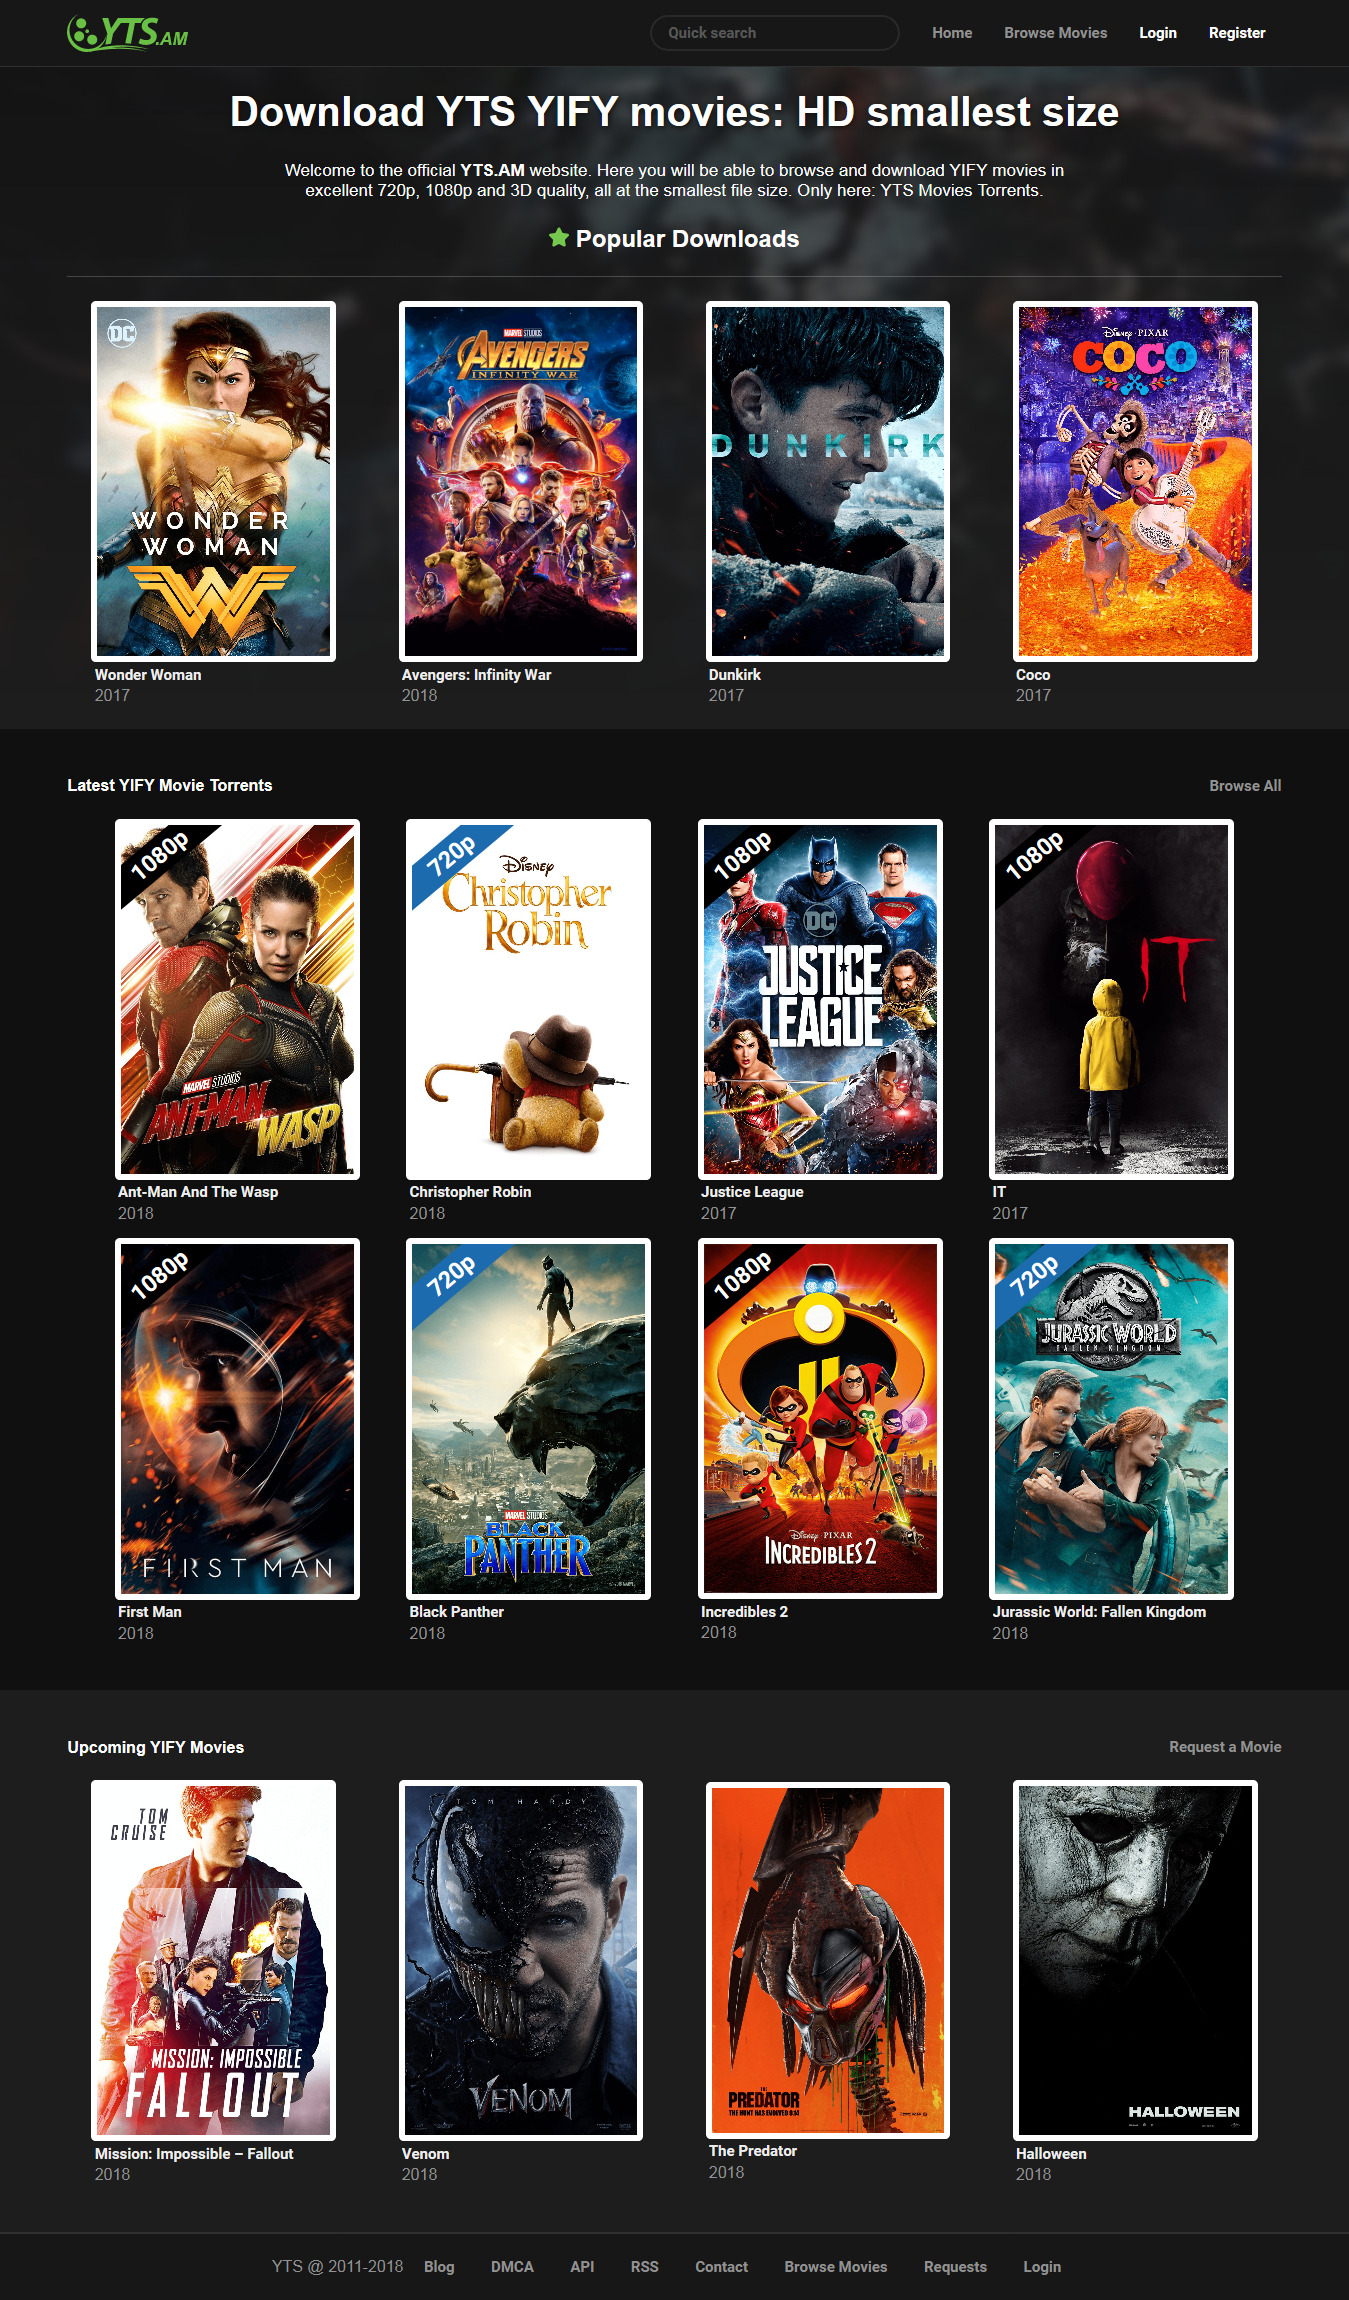 YTS.AM
Quick search
Home
Browse Movies
Login
Register
Download YTS YIFY movies: HD smallest size
Welcome to the official YTS.AM website. Here you will be able to browse and download YIFY movies in
excellent 720p, 1080p and 3D quality, all at the smallest file size. Only here: YTS Movies Torrents.
Popular Downloads
DC
WONDER
WOMAN
MARVEL STUDIOS
AVENGERS
INFINITY WAR
DUNKIRK
Disney · PIXAR
COCO
Wonder Woman
2017
Avengers: Infinity War
2018
Dunkirk
2017
Coco
2017
Latest YIFY Movie Torrents
Browse All
1080p
MARVEL STUDIOS
ANT-MAN
AND THE
WASP
720p
Disney
Christopher
Robin
1080p
DC
JUSTICE
LEAGUE
1080p
IT
Ant-Man And The Wasp
2018
Christopher Robin
2018
Justice League
2017
IT
2017
1080p
FIRST MAN
720p
MARVEL STUDIOS
BLACK
PANTHER
1080p
Disney · PIXAR
INCREDIBLES 2
720p
JURASSIC WORLD
FALLEN KINGDOM
First Man
2018
Black Panther
2018
Incredibles 2
2018
Jurassic World: Fallen Kingdom
2018
Upcoming YIFY Movies
Request a Movie
TOM
CRUISE
MISSION: IMPOSSIBLE
FALLOUT
TOM HARDY
VENOM
THE
PREDATOR
THE HUNT HAS EVOLVED 9.14
HALLOWEEN
Mission: Impossible – Fallout
2018
Venom
2018
The Predator
2018
Halloween
2018
YTS @ 2011-2018
Blog
DMCA
API
RSS
Contact
Browse Movies
Requests
Login